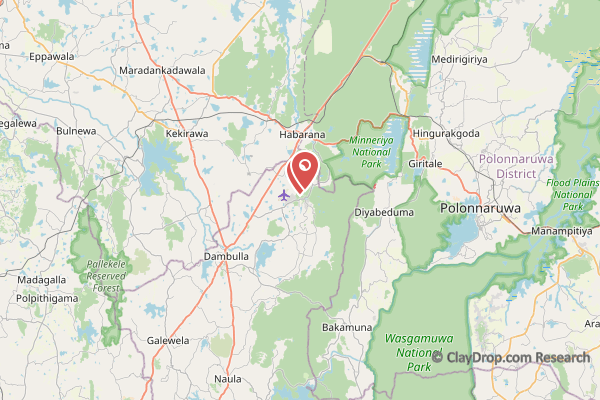 Eppawala
Medirigiriya
Maradankadawala
egalewa
Bulnewa
Kekirawa
Habarana
Hingurakgoda
Minneriya
National
Park
Giritale
Polonnaruwa
District
Flood Plains
National
Park
Diyabeduma
Polonnaruwa
Manampitiya
Pallekele
Reserved
Forest
Dambulla
Madagalla
Polpithigama
Bakamuna
Ara
Galewela
Wasgamuwa
National
Park
© ClayDrop.com Research
Naula